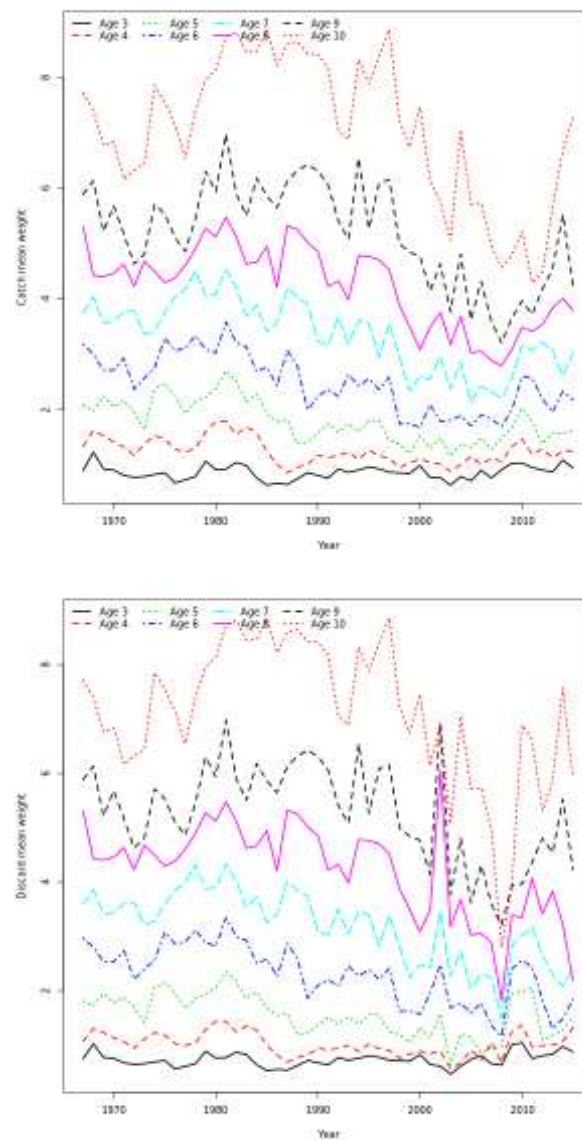 Age 3 Age 5 Age 7 Age 9
Age 4 Age 6 Age 8 Age 10
8
6
4
2
Catch mean weight
1970 1980 1990 2000 2010
Year
Age 3 Age 5 Age 7 Age 9
Age 4 Age 6 Age 8 Age 10
8
6
4
2
Discard mean weight
1970 1980 1990 2000 2010
Year